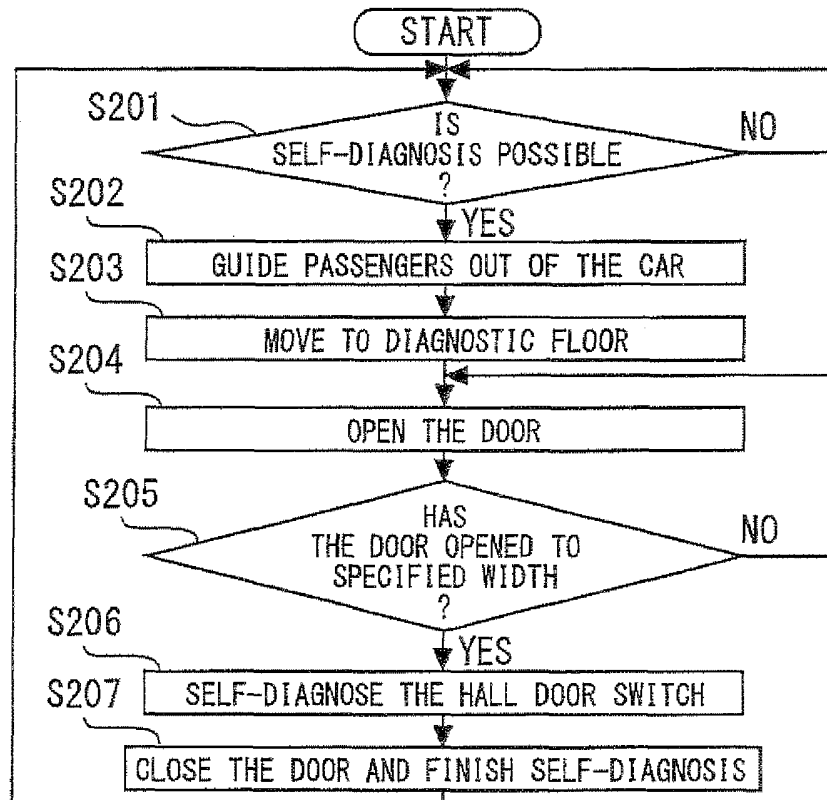 START
S201
IS
SELF-DIAGNOSIS POSSIBLE
?
NO
YES
S202
GUIDE PASSENGERS OUT OF THE CAR
S203
MOVE TO DIAGNOSTIC FLOOR
S204
OPEN THE DOOR
S205
HAS
THE DOOR OPENED TO
SPECIFIED WIDTH
?
NO
YES
S206
SELF-DIAGNOSE THE HALL DOOR SWITCH
S207
CLOSE THE DOOR AND FINISH SELF-DIAGNOSIS